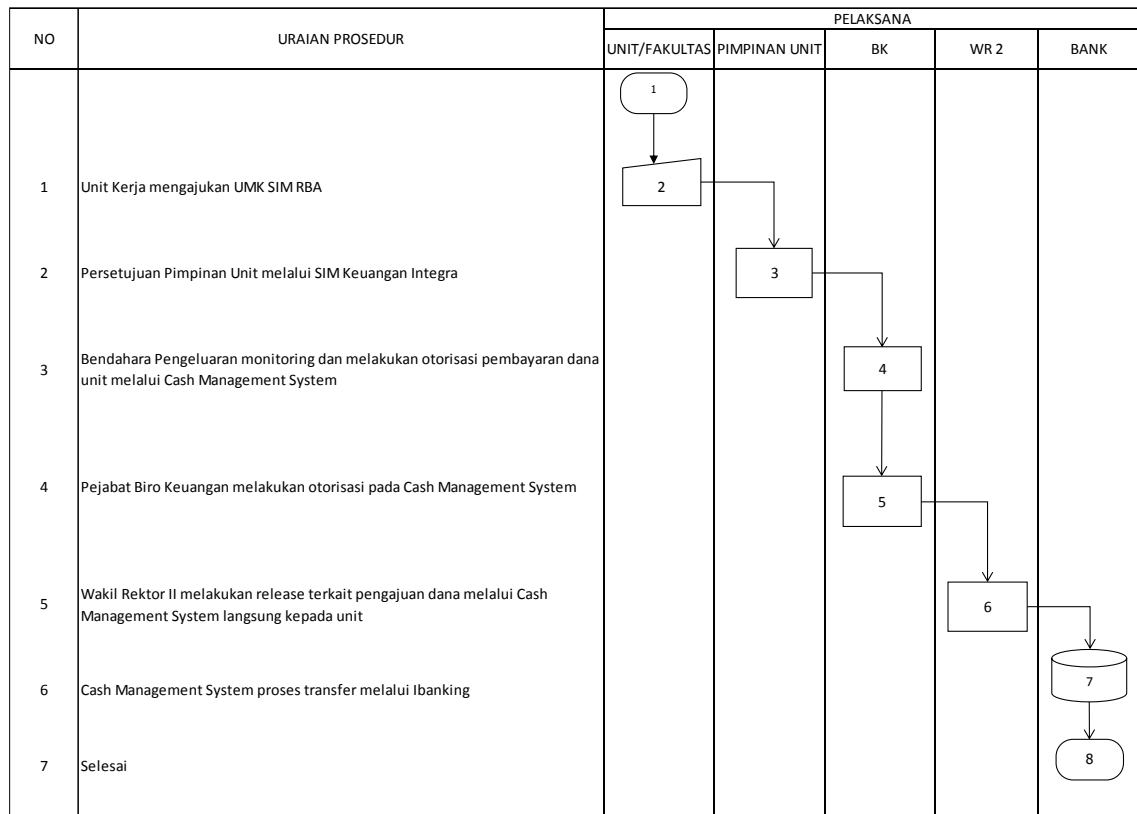 NO
URAIAN PROSEDUR
PELAKSANA
UNIT/FAKULTAS
PIMPINAN UNIT
BK
WR 2
BANK
1
1
Unit Kerja mengajukan UMK SIM RBA
2
2
Persetujuan Pimpinan Unit melalui SIM Keuangan Integra
3
3
Bendahara Pengeluaran monitoring dan melakukan otorisasi pembayaran dana
unit melalui Cash Management System
4
4
Pejabat Biro Keuangan melakukan otorisasi pada Cash Management System
5
5
Wakil Rektor II melakukan release terkait pengajuan dana melalui Cash
Management System langsung kepada unit
6
6
Cash Management System proses transfer melalui Ibanking
7
7
Selesai
8